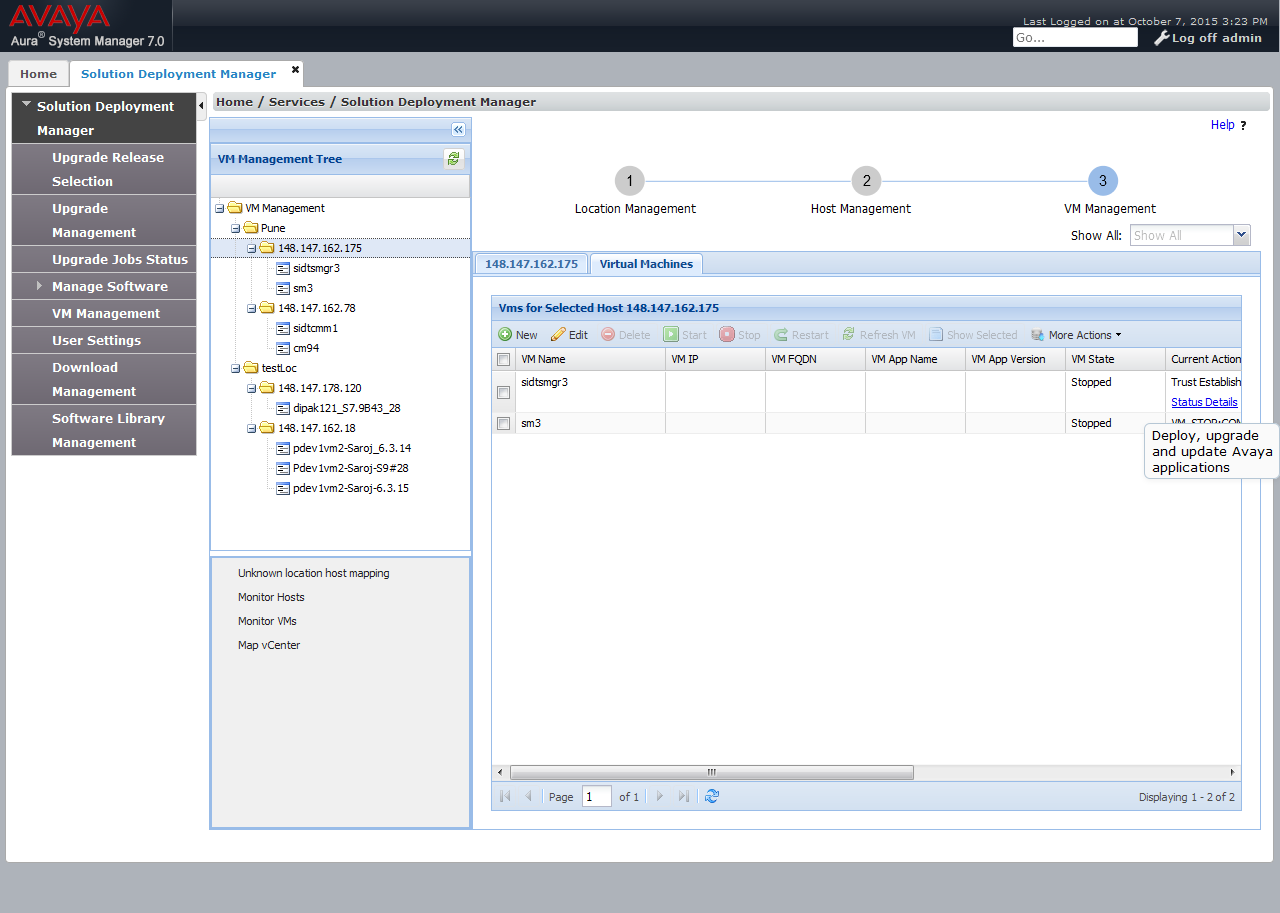 AVAYA
Aura® System Manager 7.0
Last Logged on at October 7, 2015 3:23 PM
Go...
Log off admin
Home
Solution Deployment Manager
Solution Deployment
Manager
Upgrade Release
Selection
Upgrade
Management
Upgrade Jobs Status
Manage Software
VM Management
User Settings
Download
Management
Software Library
Management
Home / Services / Solution Deployment Manager
Help ?
VM Management Tree
VM Management
Pune
148.147.162.175
sidtsmgr3
sm3
148.147.162.78
sidtcmm1
cm94
testLoc
148.147.178.120
dipak121_S7.9B43_28
148.147.162.18
pdev1vm2-Saroj_6.3.14
Pdev1vm2-Saroj-S9#28
pdev1vm2-Saroj-6.3.15
Unknown location host mapping
Monitor Hosts
Monitor VMs
Map vCenter
1 2 3
Location Management Host Management VM Management
Show All: Show All
148.147.162.175 Virtual Machines
Vms for Selected Host 148.147.162.175
New Edit Delete Start Stop Restart Refresh VM Show Selected More Actions
VM Name VM IP VM FQDN VM App Name VM App Version VM State Current Action
sidtsmgr3 Stopped Trust Establish
Status Details
sm3 Stopped
Deploy, upgrade
and update Avaya
applications
Page 1 of 1 Displaying 1 - 2 of 2